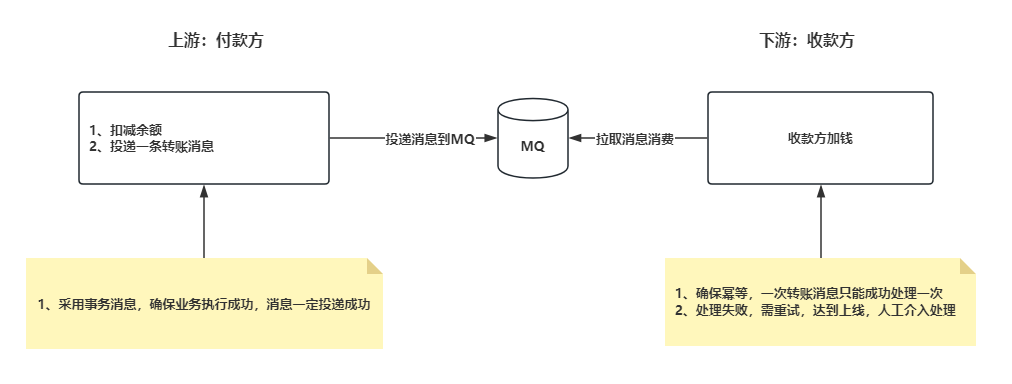 上游：付款方
下游：收款方
1、扣减余额
2、投递一条转账消息
投递消息到MQ
MQ
拉取消息消费
收款方加钱
1、采用事务消息，确保业务执行成功，消息一定投递成功
1、确保幂等，一次转账消息只能成功处理一次
2、处理失败，需重试，达到上线，人工介入处理